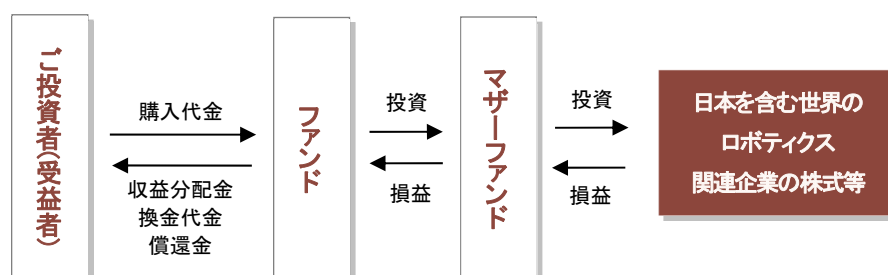 ご投資者(受益者)
購入代金
収益分配金
換金代金
償還金
ファンド
投資
損益
マザーファンド
投資
損益
日本を含む世界の
ロボティクス
関連企業の株式等